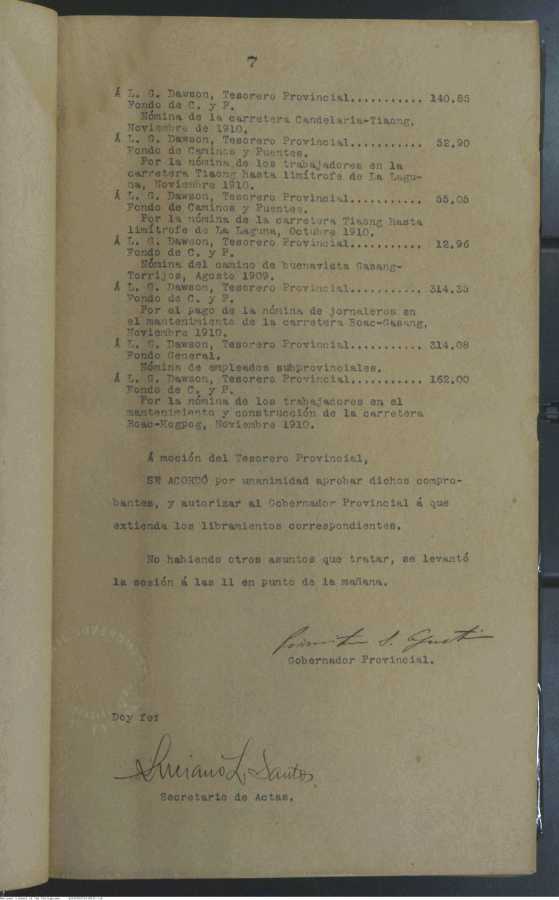 7
Á L. G. Dawson, Tesorero Provincial........... 140.85
Fondo de C. y P.
Nómina de la carretera Candelaria-Tiaong,
Noviembre de 1910.
Á L. G. Dawson, Tesorero Provincial........... 52.90
Fondo de Caminos y Puentes.
Por la nómina de los trabajadores en la
carretera Tiaong hasta limítrofe de La Lagu-
na, Noviembre 1910.
Á L. G. Dawson, Tesorero Provincial........... 55.05
Fondo de Caminos y Puentes.
Por la nómina de la carretera Tiaong hasta
limítrofe de La Laguna, Octubre 1910.
Á L. G. Dawson, Tesorero Provincial........... 12.96
Fondo de C. y P.
Nómina del camino de buenavista Gasang-
Torrijos, Agosto 1909.
Á L. G. Dawson, Tesorero Provincial........... 314.35
Fondo de C. y P.
Por el pago de la nómina de jornaleros en
el mantenimiento de la carretera Boac-Gasang,
Noviembre 1910.
Á L. G. Dawson, Tesorero Provincial........... 314.08
Fondo General.
Nómina de empleados subprovinciales.
Á L. G. Dawson, Tesorero Provincial........... 162.00
Fondo de C. y P.
Por la nómina de los trabajadores en el
mantenimiento y construcción de la carretera
Boac-Mogpog, Noviembre 1910.
Á moción del Tesorero Provincial,
SE ACORDÓ por unanimidad aprobar dichos compro-
bantes, y autorizar al Gobernador Provincial á que
extienda los libramientos correspondientes.
No habiendo otros asuntos que tratar, se levantó
la sesión á las 11 en punto de la mañana.
Gobernador Provincial.
Doy fe:
Luciano L. Santos
Secretario de Actas.